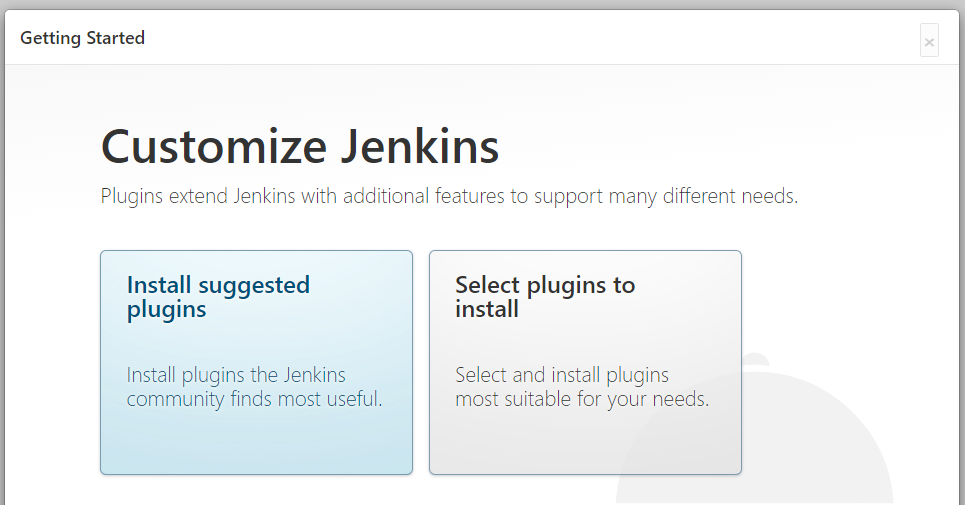 Getting Started
×
Customize Jenkins
Plugins extend Jenkins with additional features to support many different needs.
Install suggested
plugins
Install plugins the Jenkins
community finds most useful.
Select plugins to
install
Select and install plugins
most suitable for your needs.